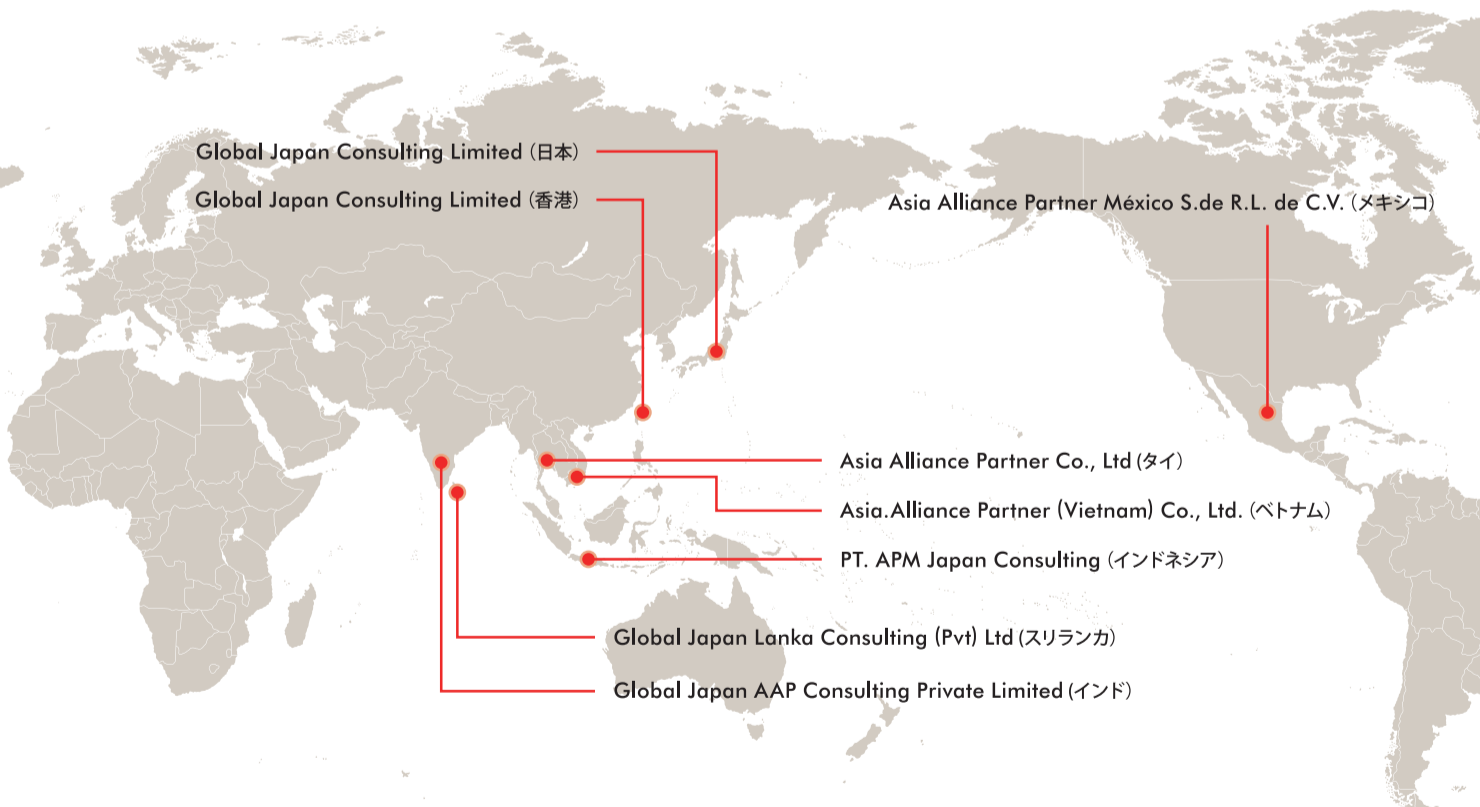 Global Japan Consulting Limited (日本)
Global Japan Consulting Limited (香港)
Asia Alliance Partner México S.de R.L. de C.V. (メキシコ)
Asia Alliance Partner Co., Ltd (タイ)
Asia.Alliance Partner (Vietnam) Co., Ltd. (ベトナム)
PT. APM Japan Consulting (インドネシア)
Global Japan Lanka Consulting (Pvt) Ltd (スリランカ)
Global Japan AAP Consulting Private Limited (インド)